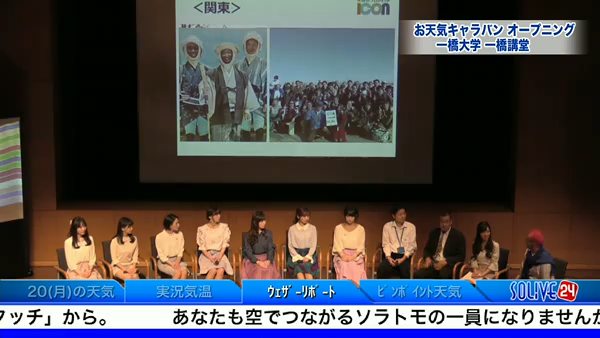 ＜関東＞
icon
お天気キャラバン オープニング
一橋大学 一橋講堂
20(月)の天気
実況気温
ｳｪｻﾞｰﾘﾎﾟｰﾄ
ﾋﾟﾝﾎﾟｲﾝﾄ天気
SOLiVE24
タッチ」から。 あなたも空でつながるソラトモの一員になりませんか